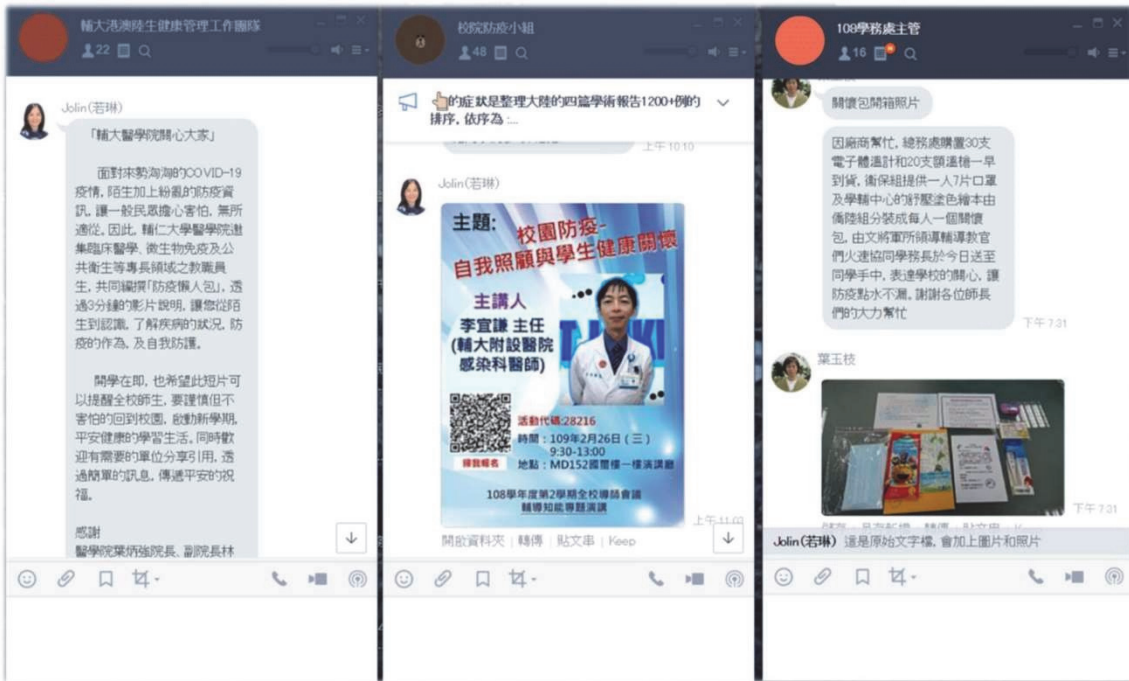 輔大港澳陸生健康管理工作團隊
22
Jolin(若琳)
「輔大醫學院關心大家」
面對來勢洶洶的COVID-19
疫情, 陌生加上紛亂的防疫資
訊, 讓一般民眾擔心害怕, 無所
適從。因此, 輔仁大學醫學院邀
集臨床醫學、微生物免疫及公
共衛生等專長領域之教職員
生, 共同編撰「防疫懶人包」, 透
過3分鐘的影片說明, 讓您從陌
生到認識, 了解疾病的狀況, 防
疫的作為, 及自我防護。
開學在即, 也希望此短片可
以提醒全校師生, 要謹慎但不
害怕的回到校園, 啟動新學期,
平安健康的學習生活。同時歡
迎有需要的單位分享引用, 透
過簡單的訊息, 傳遞平安的祝
福。
感謝
醫學院葉炳強院長、副院長林
校院防疫小組
48
的症狀是整理大陸的四篇學術報告1200+例的
排序, 依序為:...
上午 10:10
Jolin(若琳)
主題: 校園防疫-
自我照顧與學生健康關懷
主講人
李宜謙 主任
(輔大附設醫院
感染科醫師)
掃我報名
活動代碼:28216
時間：109年2月26日（三）
9:30-13:00
地點：MD152國璽樓一樓演講廳
108學年度第2學期全校導師會議
輔導知能專題演講
上午 11:02
開啟資料夾 | 轉傳 | 貼文串 | Keep
108學務處主管
16
N
關懷包開箱照片
因廠商幫忙, 總務處購置30支
電子體溫計和20支額溫槍一早
到貨, 衛保組提供一人7片口罩
及學輔中心的紓壓塗色繪本由
僑陸組分裝成每人一個關懷
包, 由文將軍所領導輔導教官
們火速協同學務長於今日送至
同學手中, 表達學校的關心, 讓
防疫點水不漏, 謝謝各位師長
們的大力幫忙
下午 7:31
葉玉枝
下午 7:31
Jolin(若琳) 這是原始文字檔, 會加上圖片和照片